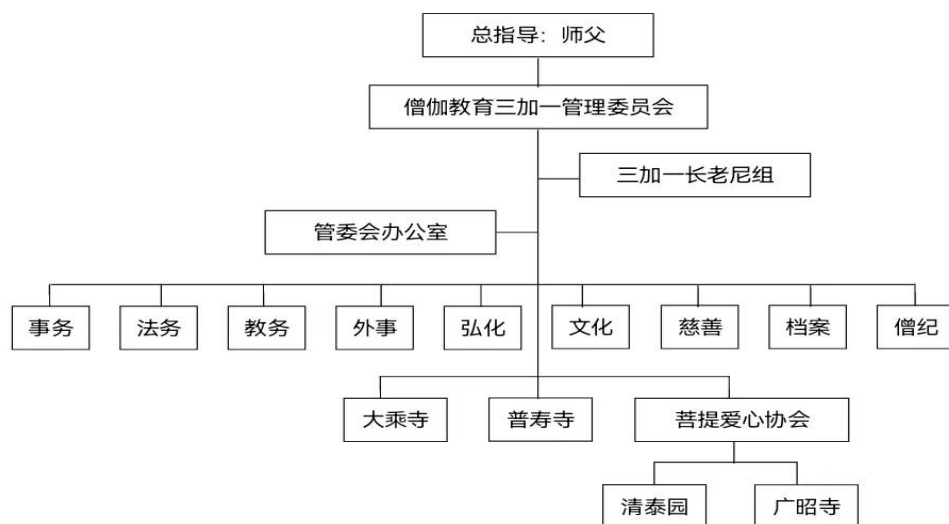 总指导：师父
僧伽教育三加一管理委员会
三加一长老尼组
管委会办公室
事务
法务
教务
外事
弘化
文化
慈善
档案
僧纪
大乘寺
普寿寺
菩提爱心协会
清泰园
广昭寺